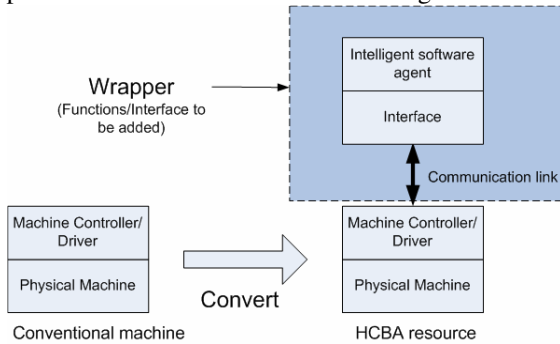 Intelligent software
agent
Interface
Wrapper
(Functions/Interface to
be added)
Communication link
Machine Controller/
Driver
Physical Machine
Convert
Machine Controller/
Driver
Physical Machine
Conventional machine
HCBA resource